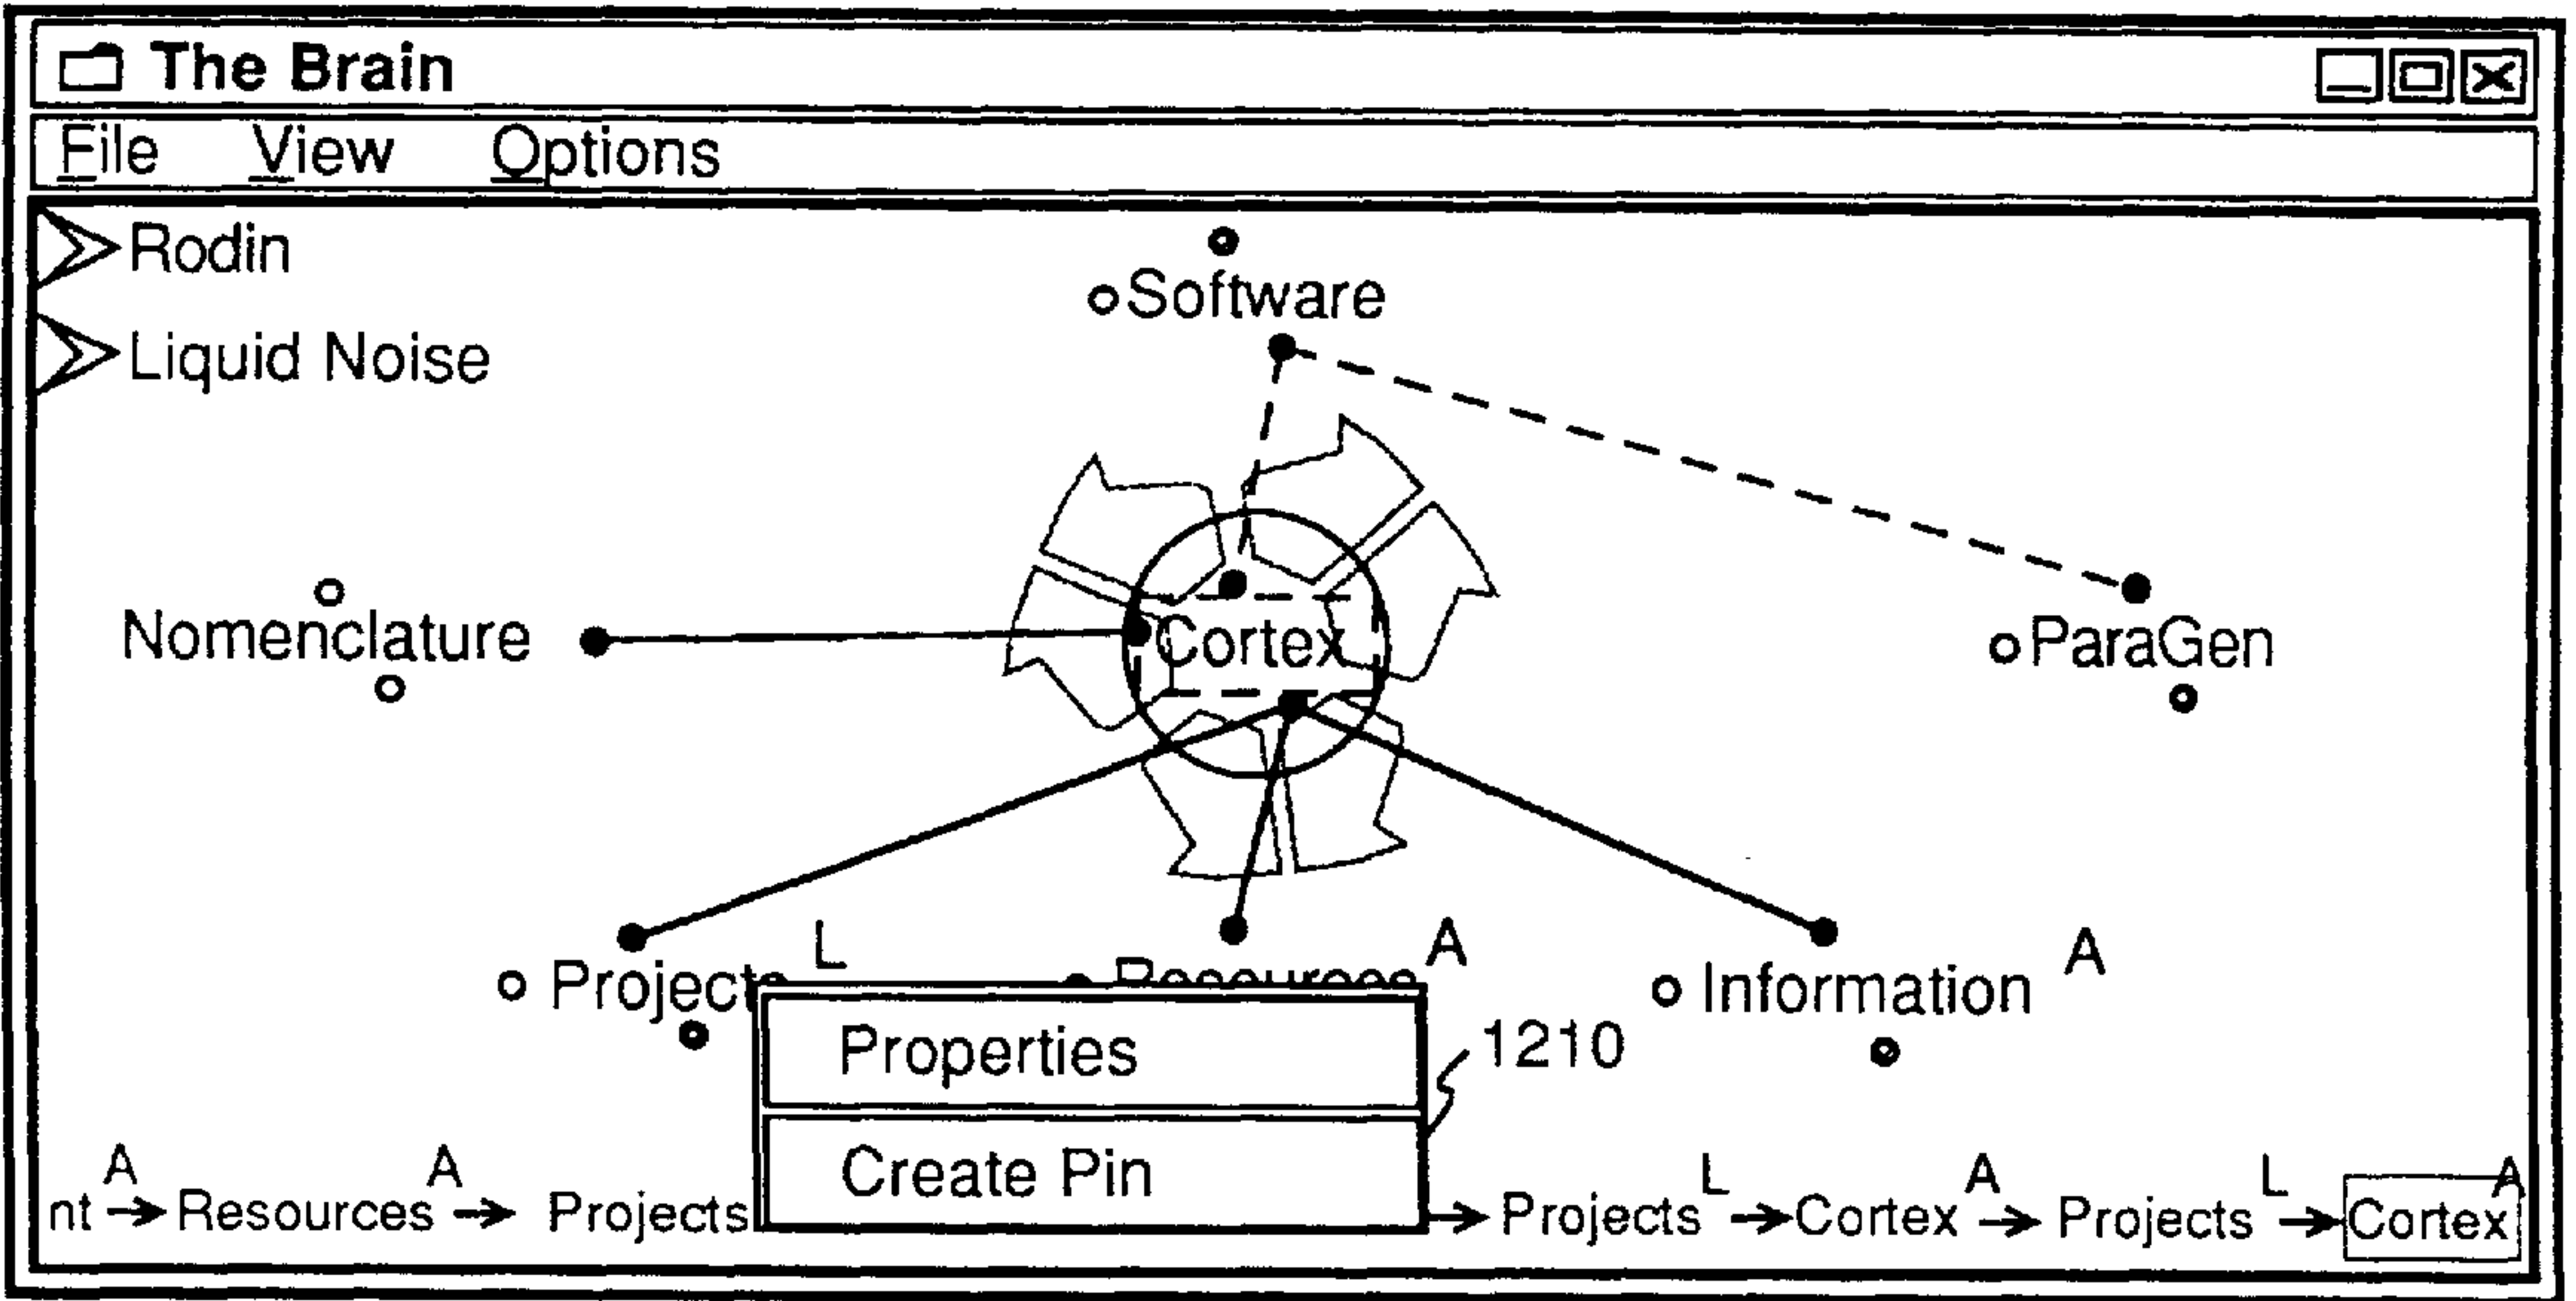 The Brain
File View Options
Rodin
Software
Liquid Noise
Nomenclature
Cortex
ParaGen
Projects L
Resources A
Information A
Properties
1210
Create Pin
nt A → Resources A → Projects → Projects L → Cortex A → Projects L → Cortex A